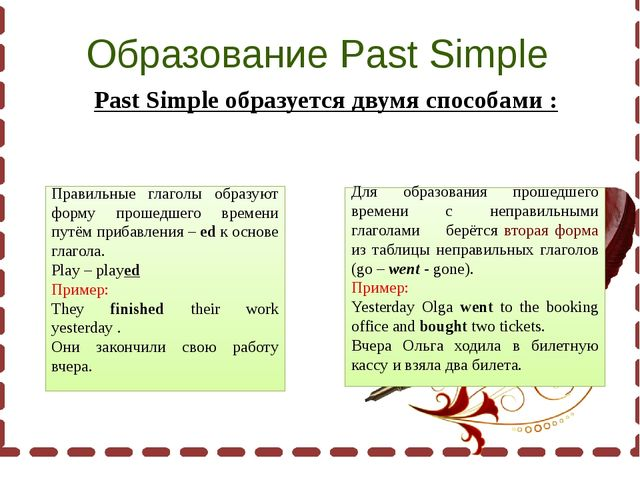 Образование Past Simple
Past Simple образуется двумя способами :
Правильные глаголы образуют
форму прошедшего времени
путём прибавления – ed к основе
глагола.
Play – played
Пример:
They finished their work
yesterday .
Они закончили свою работу
вчера.
Для образования прошедшего
времени с неправильными
глаголами берётся вторая форма
из таблицы неправильных глаголов
(go – went - gone).
Пример:
Yesterday Olga went to the booking
office and bought two tickets.
Вчера Ольга ходила в билетную
кассу и взяла два билета.